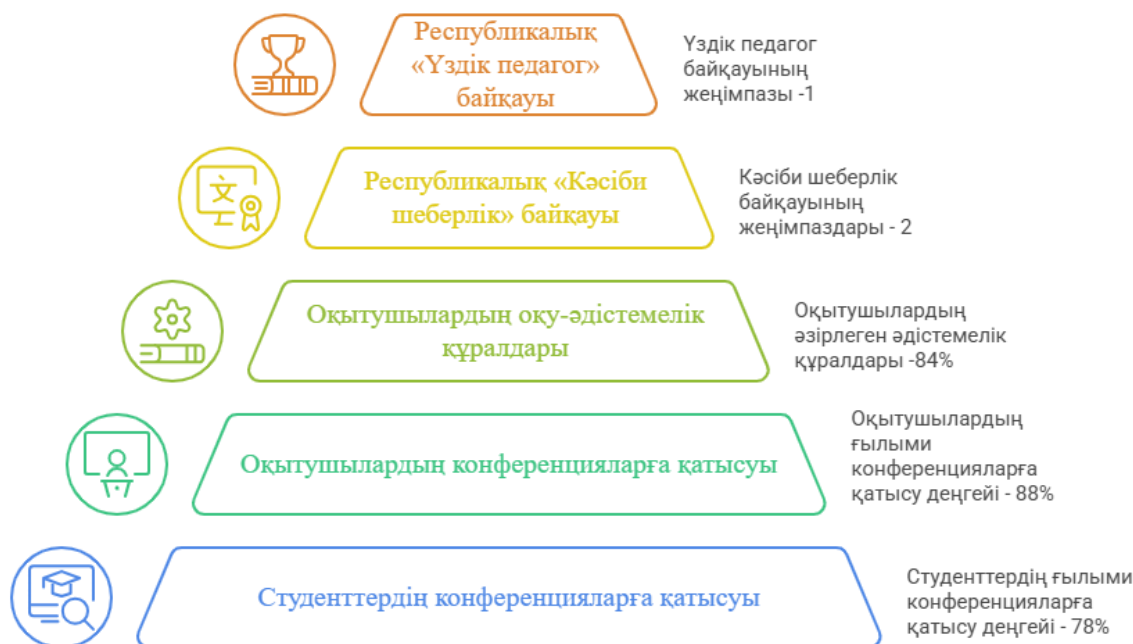 Республикалық
«Үздік педагог»
байқауы
Үздік педагог
байқауының
жеңімпазы -1
文
Республикалық «Кәсіби
шеберлік» байқауы
Кәсіби шеберлік
байқауының
жеңімпаздары - 2
Оқытушылардың оқу-әдістемелік
құралдары
Оқытушылардың
әзірлеген әдістемелік
құралдары -84%
Оқытушылардың конференцияларға қатысуы
Оқытушылардың
ғылыми
конференцияларға
қатысу деңгейі - 88%
Студенттердің конференцияларға қатысуы
Студенттердің ғылыми
конференцияларға
қатысу деңгейі - 78%